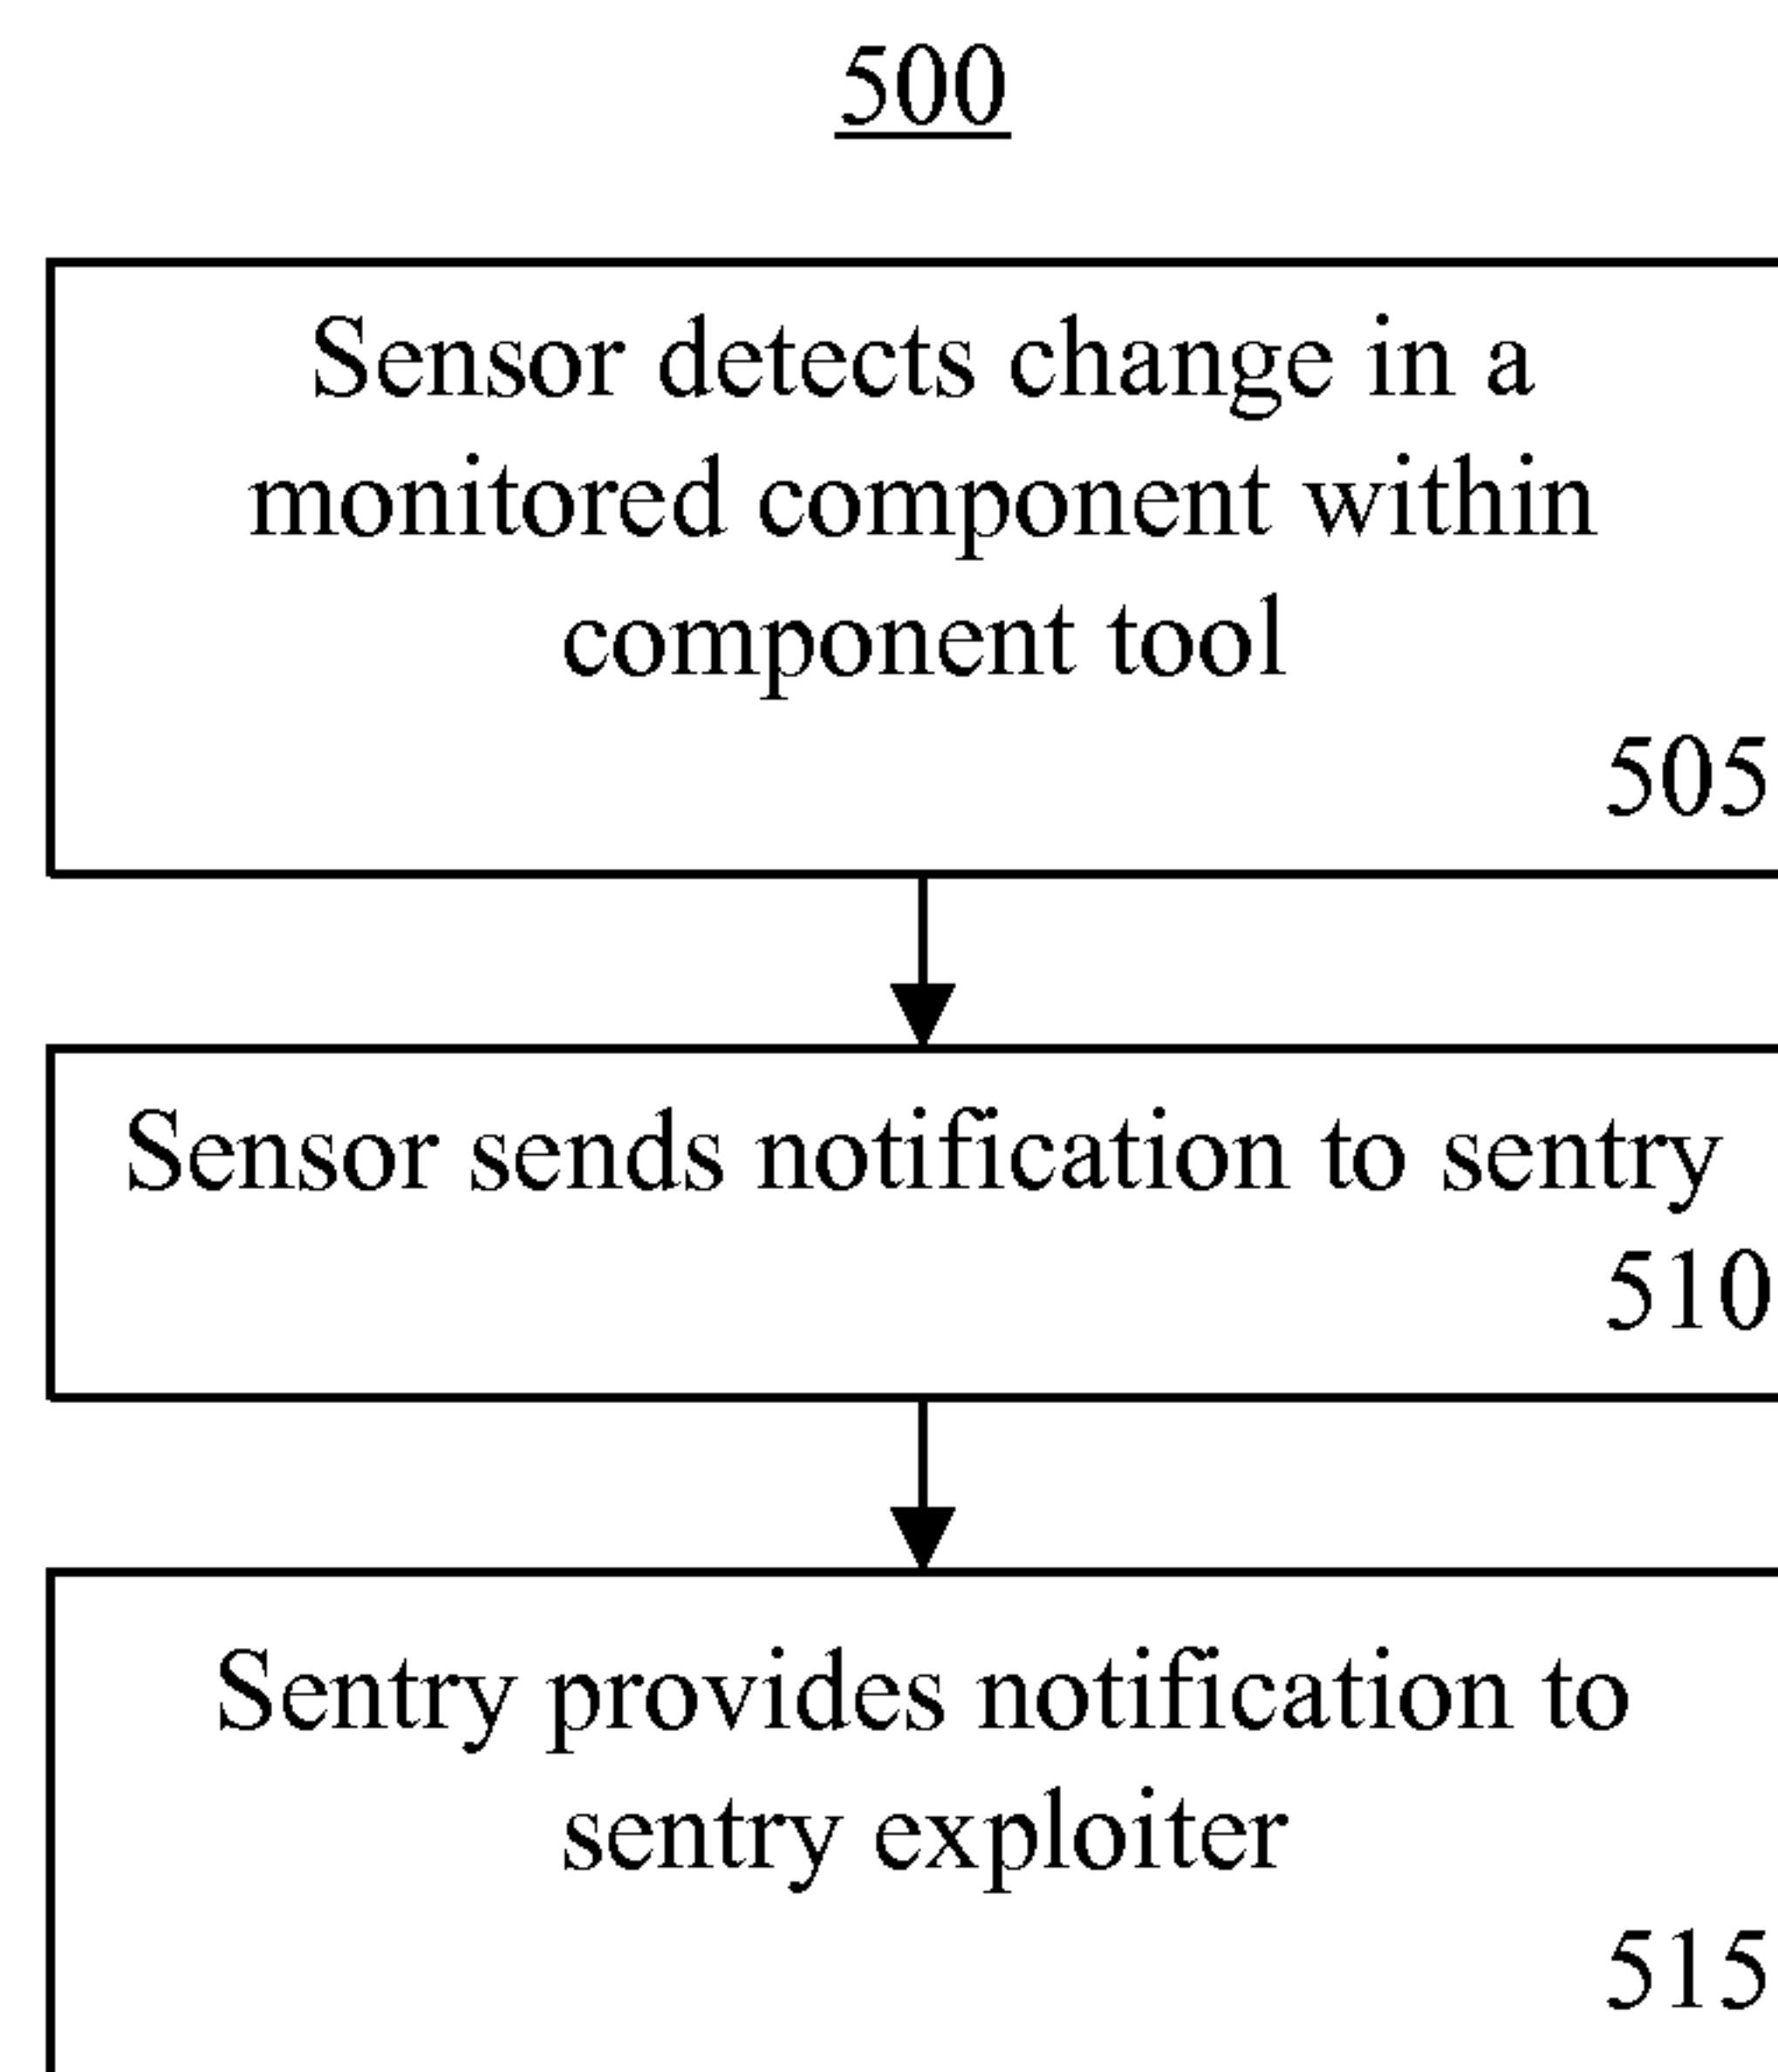 500
Sensor detects change in a
monitored component within
component tool
505
Sensor sends notification to sentry
510
Sentry provides notification to
sentry exploiter
515